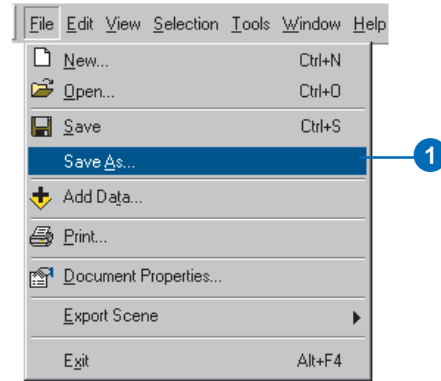 File Edit View Selection Tools Window Help
New... Ctrl+N
Open... Ctrl+O
Save Ctrl+S
Save As...
1
Add Data...
Print...
Document Properties...
Export Scene
Exit Alt+F4